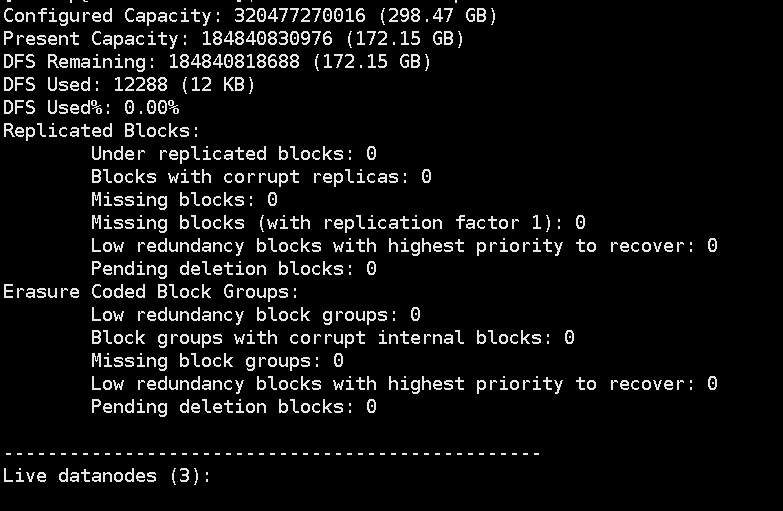 Configured Capacity: 320477270016 (298.47 GB)
Present Capacity: 184840830976 (172.15 GB)
DFS Remaining: 184840818688 (172.15 GB)
DFS Used: 12288 (12 KB)
DFS Used%: 0.00%
Replicated Blocks:
        Under replicated blocks: 0
        Blocks with corrupt replicas: 0
        Missing blocks: 0
        Missing blocks (with replication factor 1): 0
        Low redundancy blocks with highest priority to recover: 0
        Pending deletion blocks: 0
Erasure Coded Block Groups:
        Low redundancy block groups: 0
        Block groups with corrupt internal blocks: 0
        Missing block groups: 0
        Low redundancy blocks with highest priority to recover: 0
        Pending deletion blocks: 0

-------------------------------------------------
Live datanodes (3):